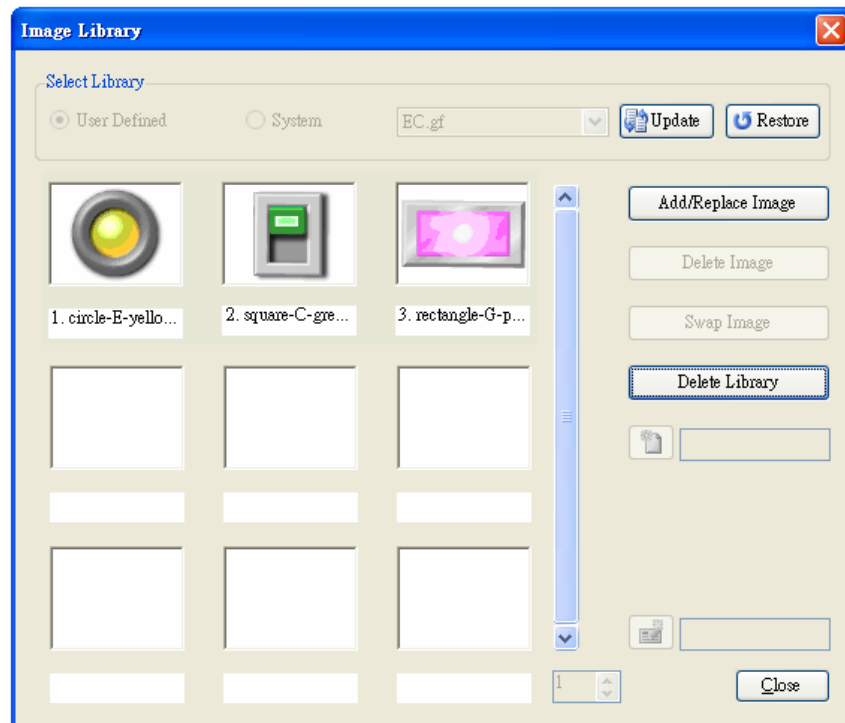 Image Library
Select Library
User Defined
System
EC.gf
Update
Restore
Add/Replace Image
1. circle-E-yello...
2. square-C-gre...
3. rectangle-G-p...
Delete Image
Swap Image
Delete Library
1
Close